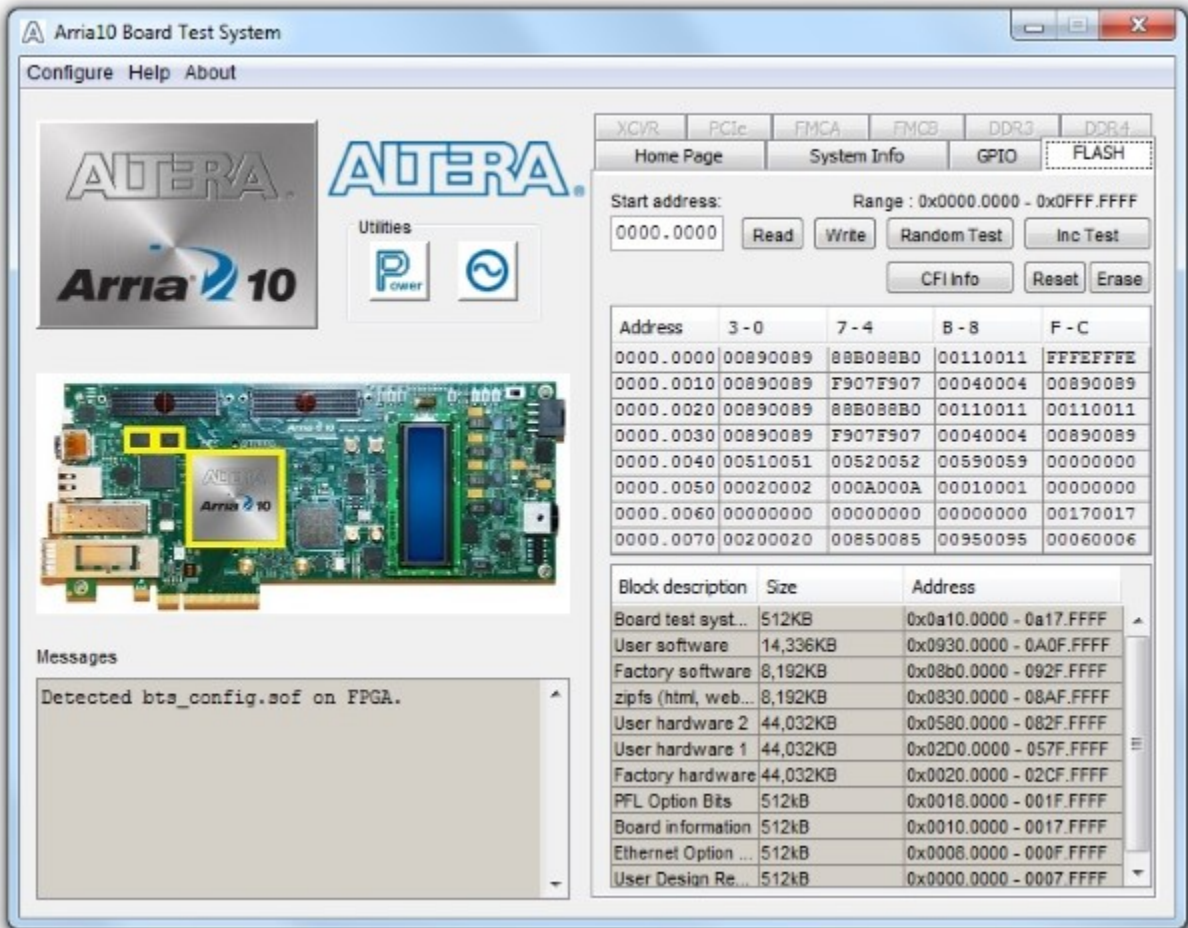 Arria10 Board Test System
Configure Help About
ALTERA
Arria 10
ALTERA
Utilities
Power
ALTERA
Arria 10
Arria 10
Messages
Detected bts_config.sof on FPGA.
XCVR PCIe FMCA FMCB DDR3 DDR4
Home Page System Info GPIO FLASH
Start address: Range : 0x0000.0000 - 0x0FFF.FFFF
0000.0000 Read Write Random Test Inc Test
CFI Info Reset Erase
Address 3 - 0 7 - 4 B - 8 F - C
0000.0000 00890089 88B088B0 00110011 FFFEFFFE
0000.0010 00890089 F907F907 00040004 00890089
0000.0020 00890089 88B088B0 00110011 00110011
0000.0030 00890089 F907F907 00040004 00890089
0000.0040 00510051 00520052 00590059 00000000
0000.0050 00020002 000A000A 00010001 00000000
0000.0060 00000000 00000000 00000000 00170017
0000.0070 00200020 00850085 00950095 00060006
Block description Size Address
Board test syst... 512KB 0x0a10.0000 - 0a17.FFFF
User software 14,336KB 0x0930.0000 - 0A0F.FFFF
Factory software 8,192KB 0x08b0.0000 - 092F.FFFF
zipfs (html, web... 8,192KB 0x0830.0000 - 08AF.FFFF
User hardware 2 44,032KB 0x0580.0000 - 082F.FFFF
User hardware 1 44,032KB 0x02D0.0000 - 057F.FFFF
Factory hardware 44,032KB 0x0020.0000 - 02CF.FFFF
PFL Option Bits 512kB 0x0018.0000 - 001F.FFFF
Board information 512kB 0x0010.0000 - 0017.FFFF
Ethernet Option ... 512kB 0x0008.0000 - 000F.FFFF
User Design Re... 512kB 0x0000.0000 - 0007.FFFF